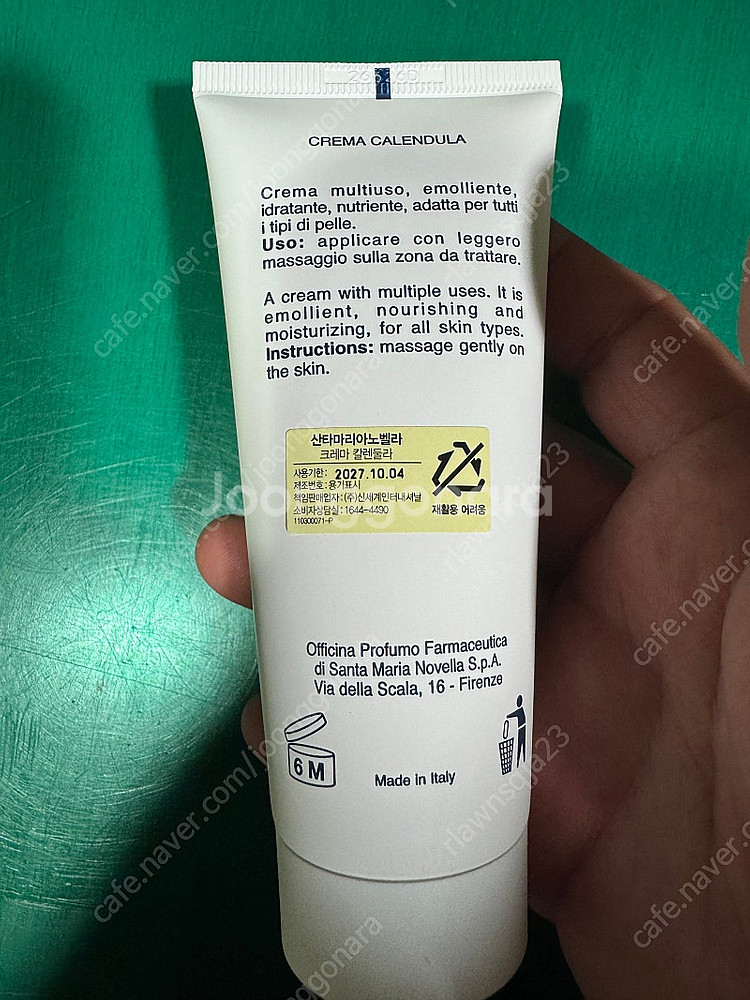 CREMA CALENDULA
Crema multiuso, emolliente,
idratante, nutriente, adatta per tutti
i tipi di pelle.
Uso: applicare con leggero
massaggio sulla zona da trattare.
A cream with multiple uses. It is
emollient, nourishing and
moisturizing, for all skin types.
Instructions: massage gently on
the skin.
산타마리아노벨라
크레마 칼렌둘라
사용기한: 2027.10.04
제조번호:용기표시
책임판매업자:(주)신세계인터내셔날
소비자상담실:1644-4490
110300071-P
재활용 어려움
Joonggonara
Officina Profumo Farmaceutica
di Santa Maria Novella S.p.A.
Via della Scala, 16 - Firenze
6 M
Made in Italy
cafe.naver.com/joonggonara
rlawnsqja23